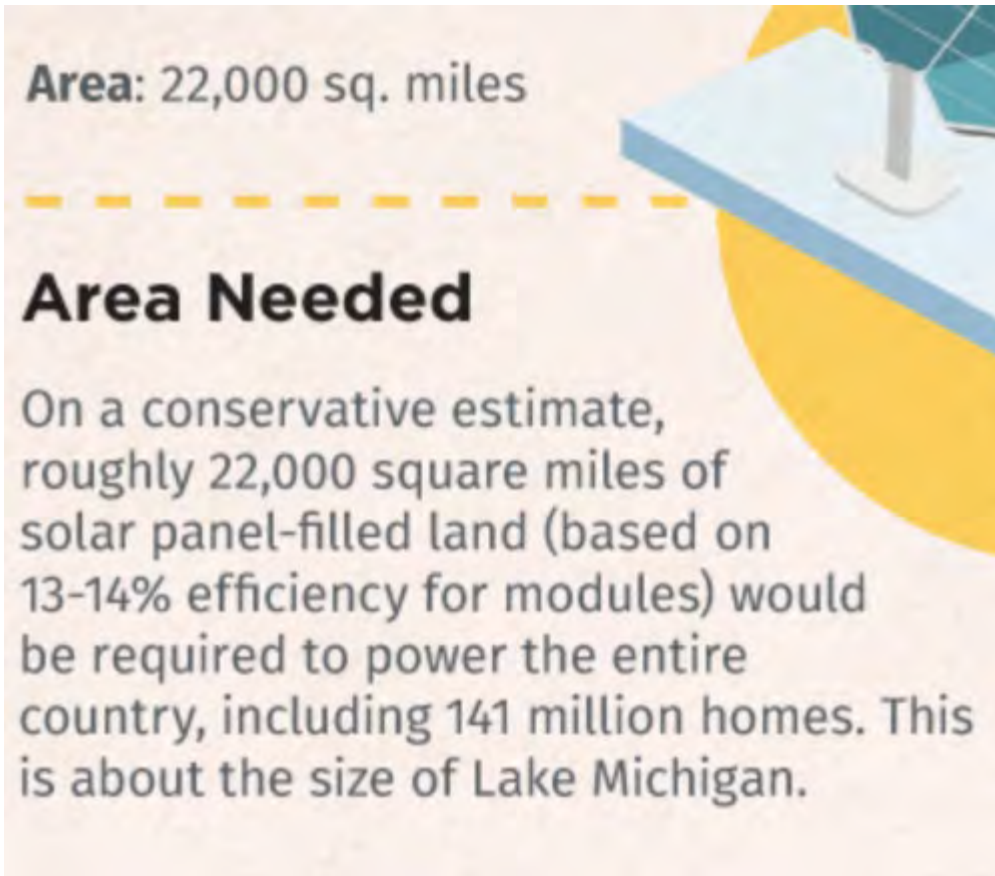 Area: 22,000 sq. miles
Area Needed
On a conservative estimate,
roughly 22,000 square miles of
solar panel-filled land (based on
13-14% efficiency for modules) would
be required to power the entire
country, including 141 million homes. This
is about the size of Lake Michigan.